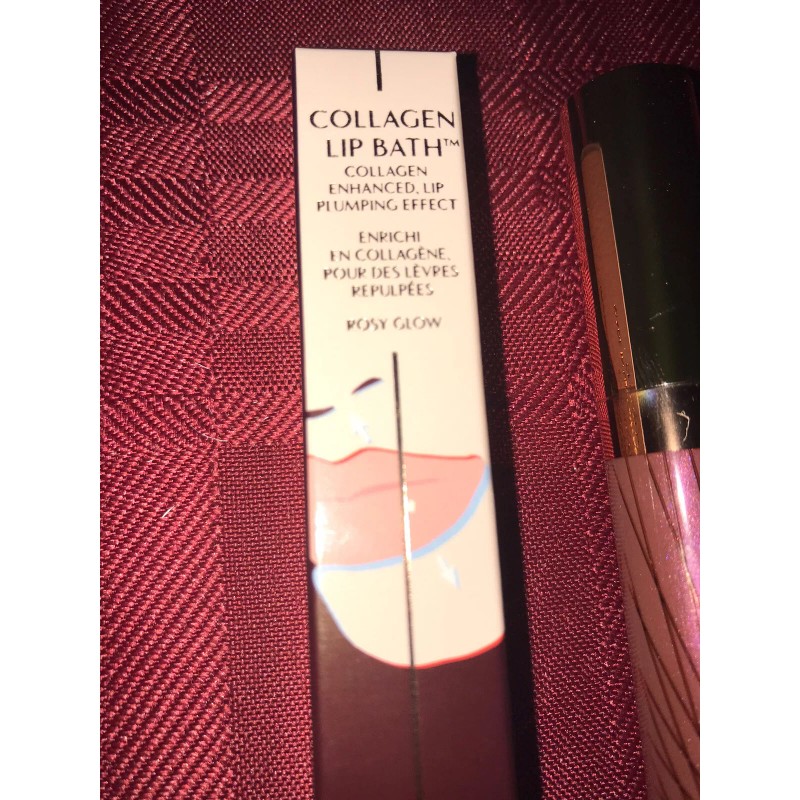 COLLAGEN
LIP BATH™
COLLAGEN
ENHANCED, LIP
PLUMPING EFFECT
ENRICHI
EN COLLAGÈNE,
POUR DES LÈVRES
REPULPÉES
ROSY GLOW